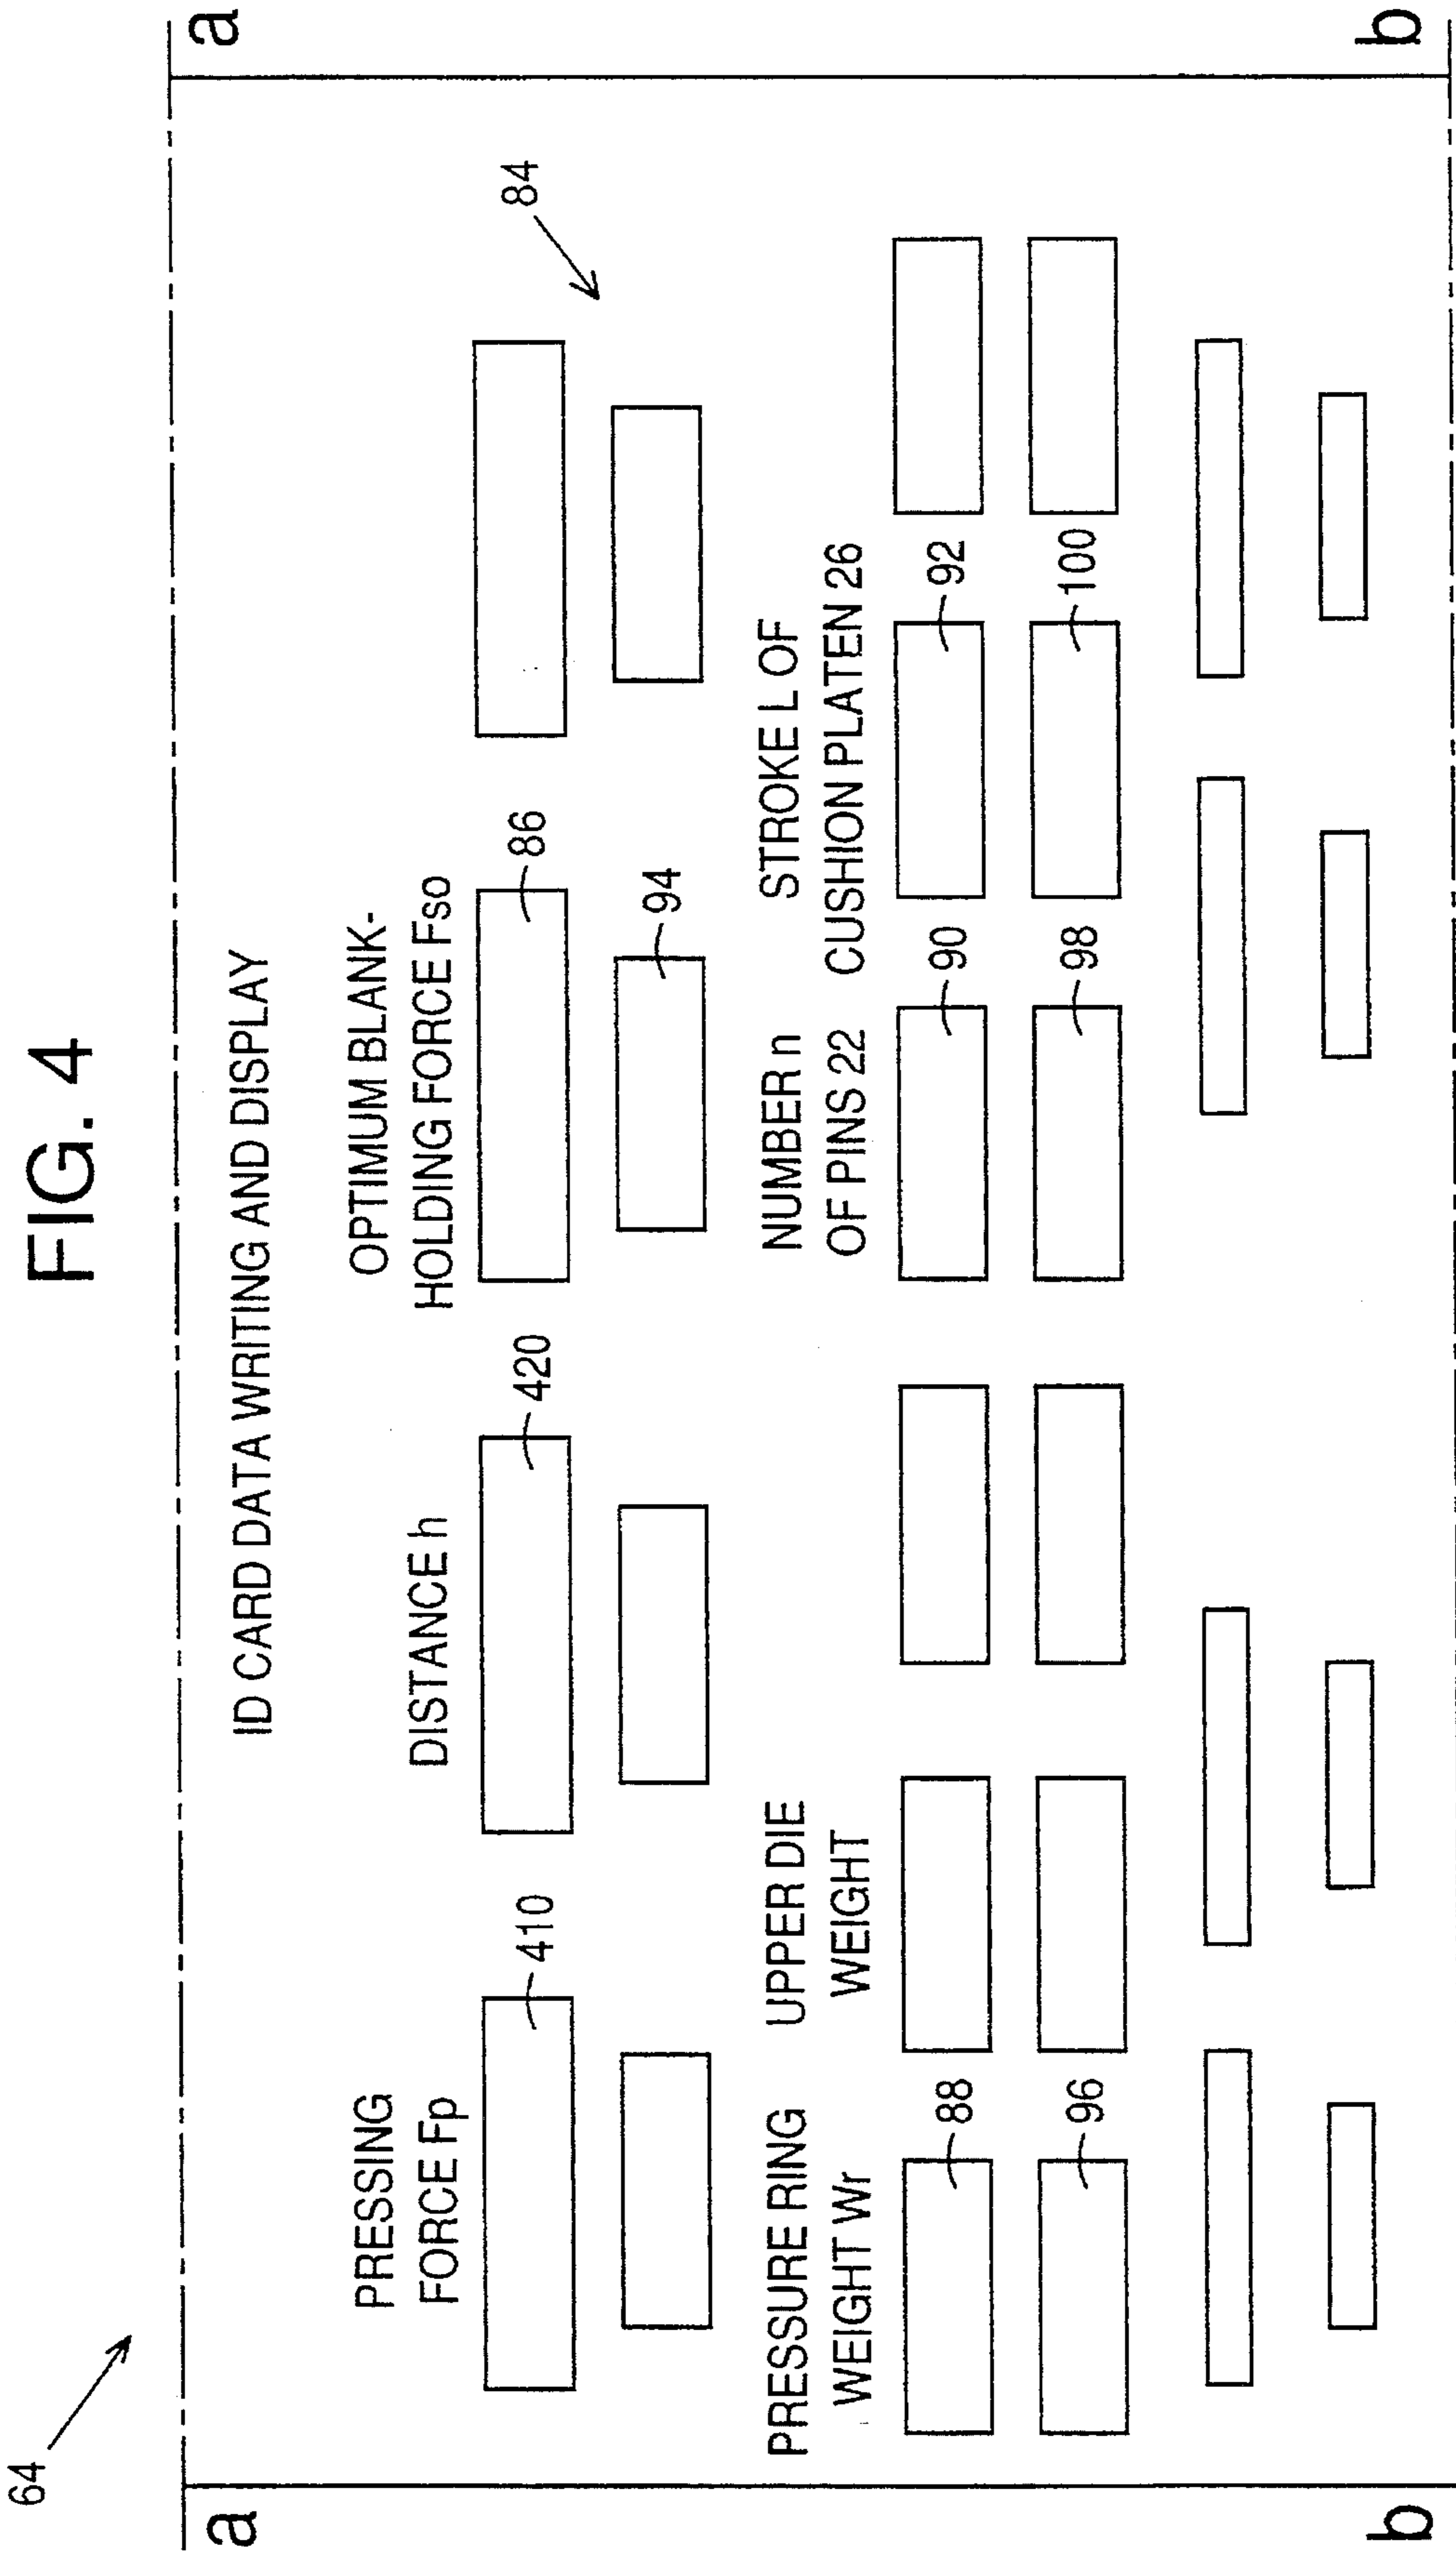 FIG. 4
64
a
a
ID CARD DATA WRITING AND DISPLAY
PRESSING
FORCE Fp
DISTANCE h
OPTIMUM BLANK-
HOLDING FORCE Fso
84
410
420
86
94
PRESSURE RING
WEIGHT Wr
UPPER DIE
WEIGHT
NUMBER n
OF PINS 22
STROKE L OF
CUSHION PLATEN 26
88
90
92
96
98
100
b
b